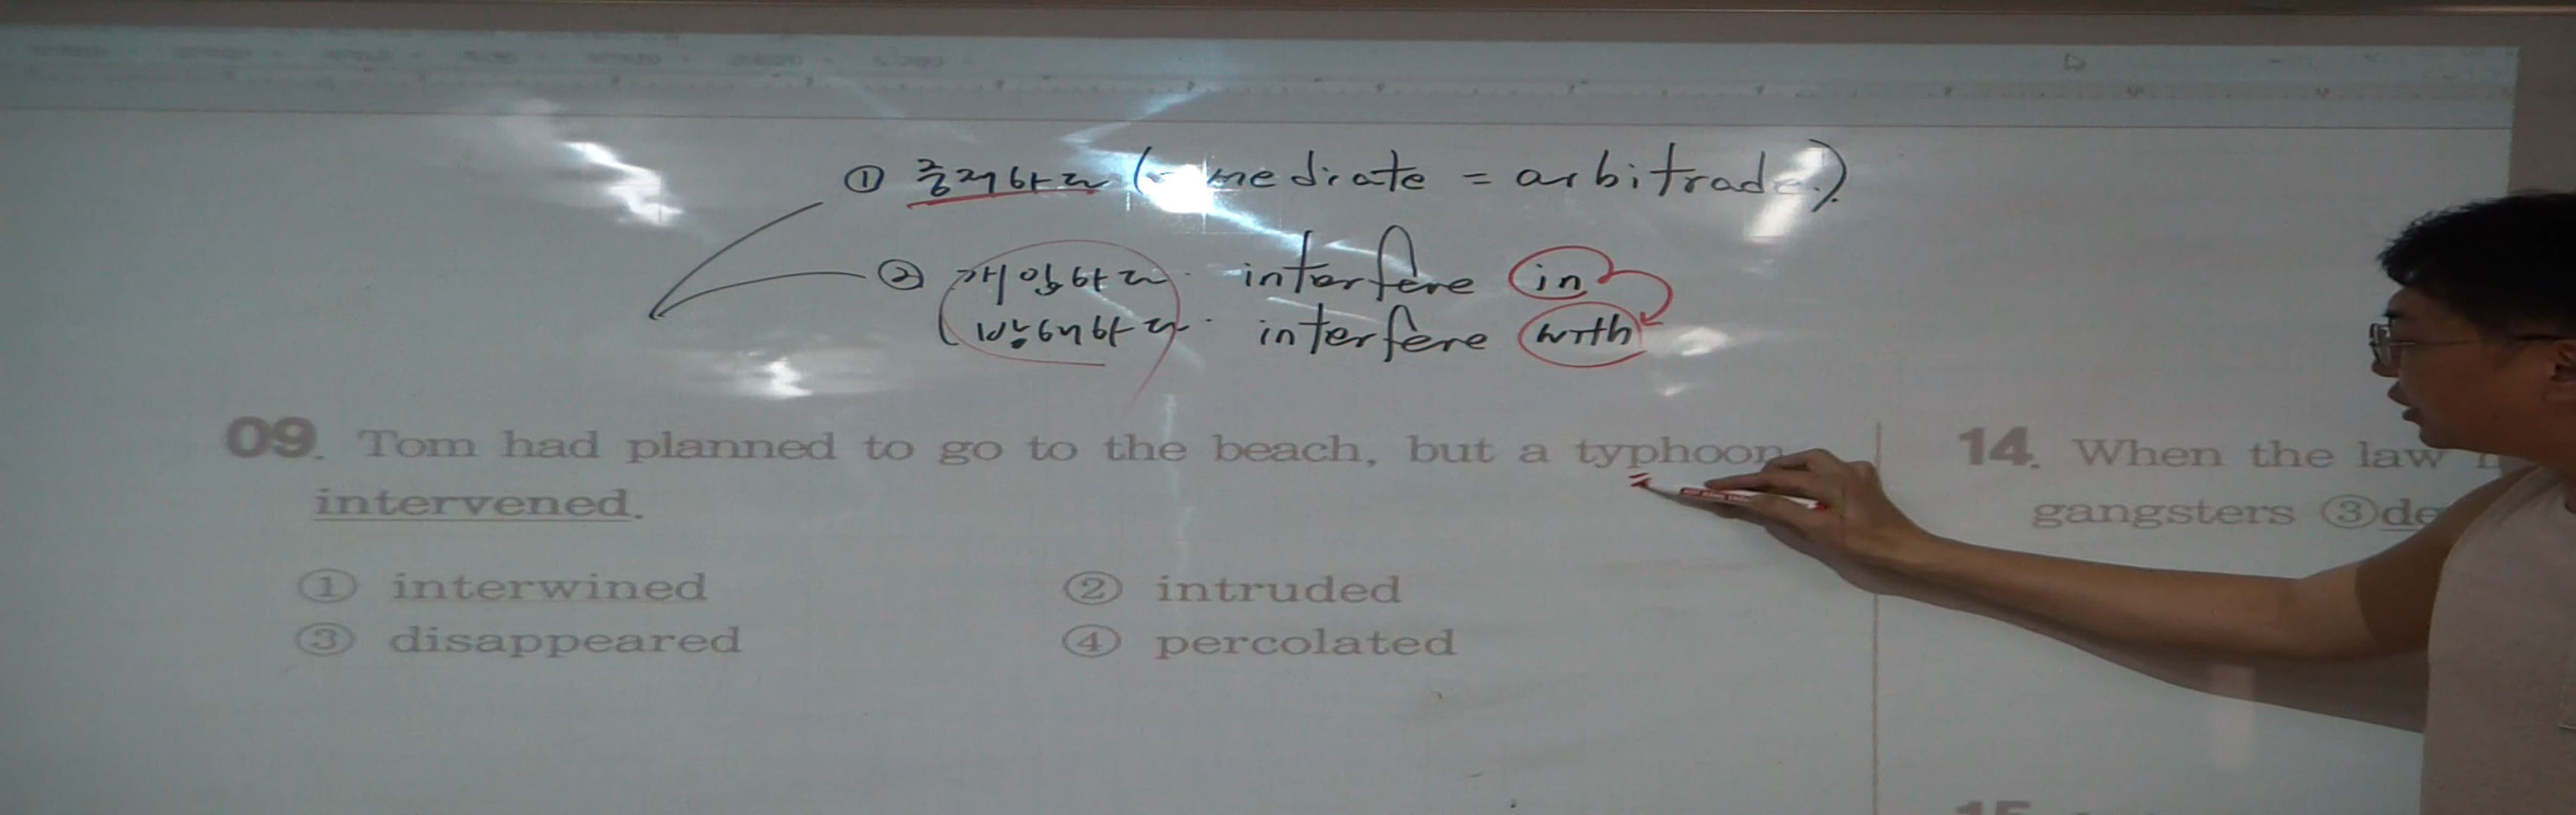 ① 중재하다 (= mediate = arbitrade.)
② 개입하다. interfere in
방해하다. interfere with
09. Tom had planned to go to the beach, but a typhoon
intervened.
① interwined ② intruded
③ disappeared ④ percolated
14. When the law
gangsters ③de
15.